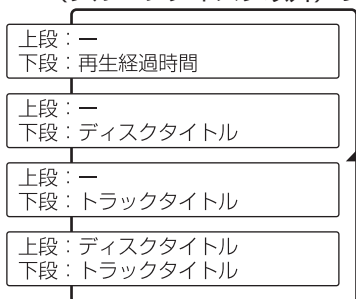 上段：ー
下段：再生経過時間
上段：ー
下段：ディスクタイトル
上段：ー
下段：トラックタイトル
上段：ディスクタイトル
下段：トラックタイトル